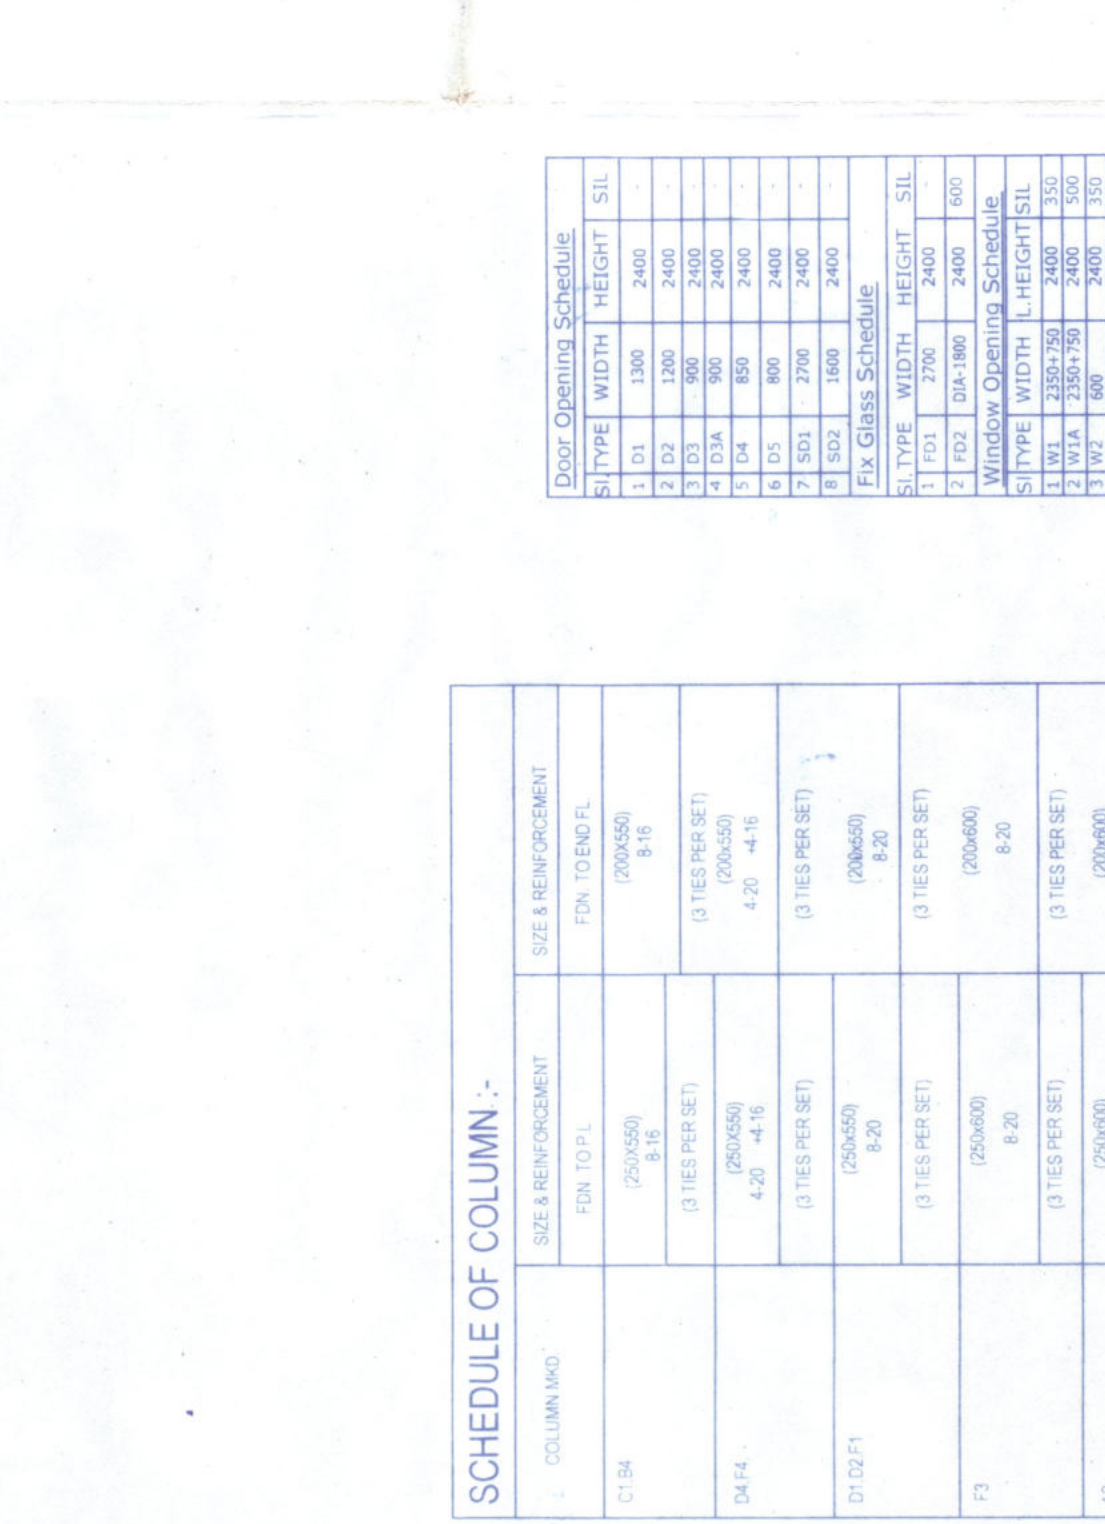 Door Opening Schedule
SI. TYPE WIDTH HEIGHT SIL
1 D1 1300 2400 -
2 D2 1200 2400 -
3 D3 900 2400 -
4 D3A 900 2400 -
5 D4 850 2400 -
6 D5 800 2400 -
7 SD1 2700 2400 -
8 SD2 1600 2400 -
Fix Glass Schedule
SI. TYPE WIDTH HEIGHT SIL
1 FD1 2700 2400 -
2 FD2 DIA-1800 2400 600
Window Opening Schedule
SI TYPE WIDTH L.HEIGHT SIL
1 W1 2350+750 2400 350
2 W1A 2350+750 2400 500
3 W2 600 2400 350
SCHEDULE OF COLUMN :-
COLUMN MKD SIZE & REINFORCEMENT SIZE & REINFORCEMENT
FDN TO P.L FDN. TO END FL.
C1.B4 (250X550) (200X550)
8-16 8-16
(3 TIES PER SET) (3 TIES PER SET)
D4.F4 (250X550) (200x550)
4-20 +4-16 4-20 +4-16
(3 TIES PER SET) (3 TIES PER SET)
D1.D2.F1 (250x550) (200x550)
8-20 8-20
(3 TIES PER SET) (3 TIES PER SET)
F3 (250x600) (200x600)
8-20 8-20
(3 TIES PER SET) (3 TIES PER SET)
(250x600) (200x600)